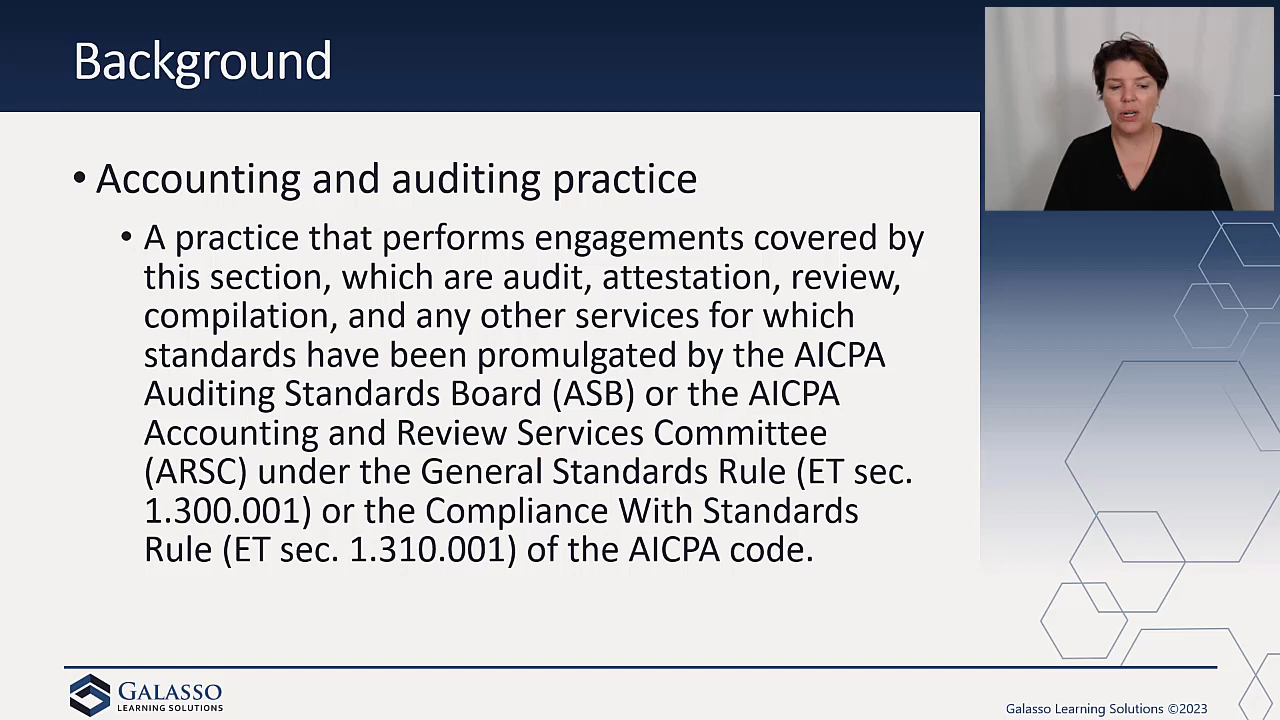 Background
• Accounting and auditing practice
• A practice that performs engagements covered by
this section, which are audit, attestation, review,
compilation, and any other services for which
standards have been promulgated by the AICPA
Auditing Standards Board (ASB) or the AICPA
Accounting and Review Services Committee
(ARSC) under the General Standards Rule (ET sec.
1.300.001) or the Compliance With Standards
Rule (ET sec. 1.310.001) of the AICPA code.
GALASSO
LEARNING SOLUTIONS
Galasso Learning Solutions ©2023